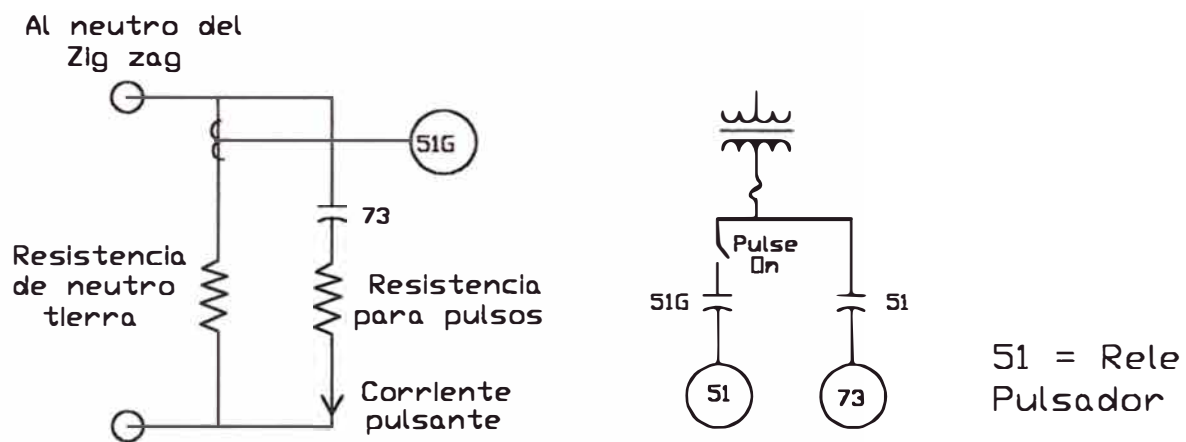 Al neutro del
Zig zag
51G
73
Resistencia
de neutro
tierra
Resistencia
para pulsos
Corriente
pulsante
Pulse
On
51G
51
51
73
51 = Rele
Pulsador